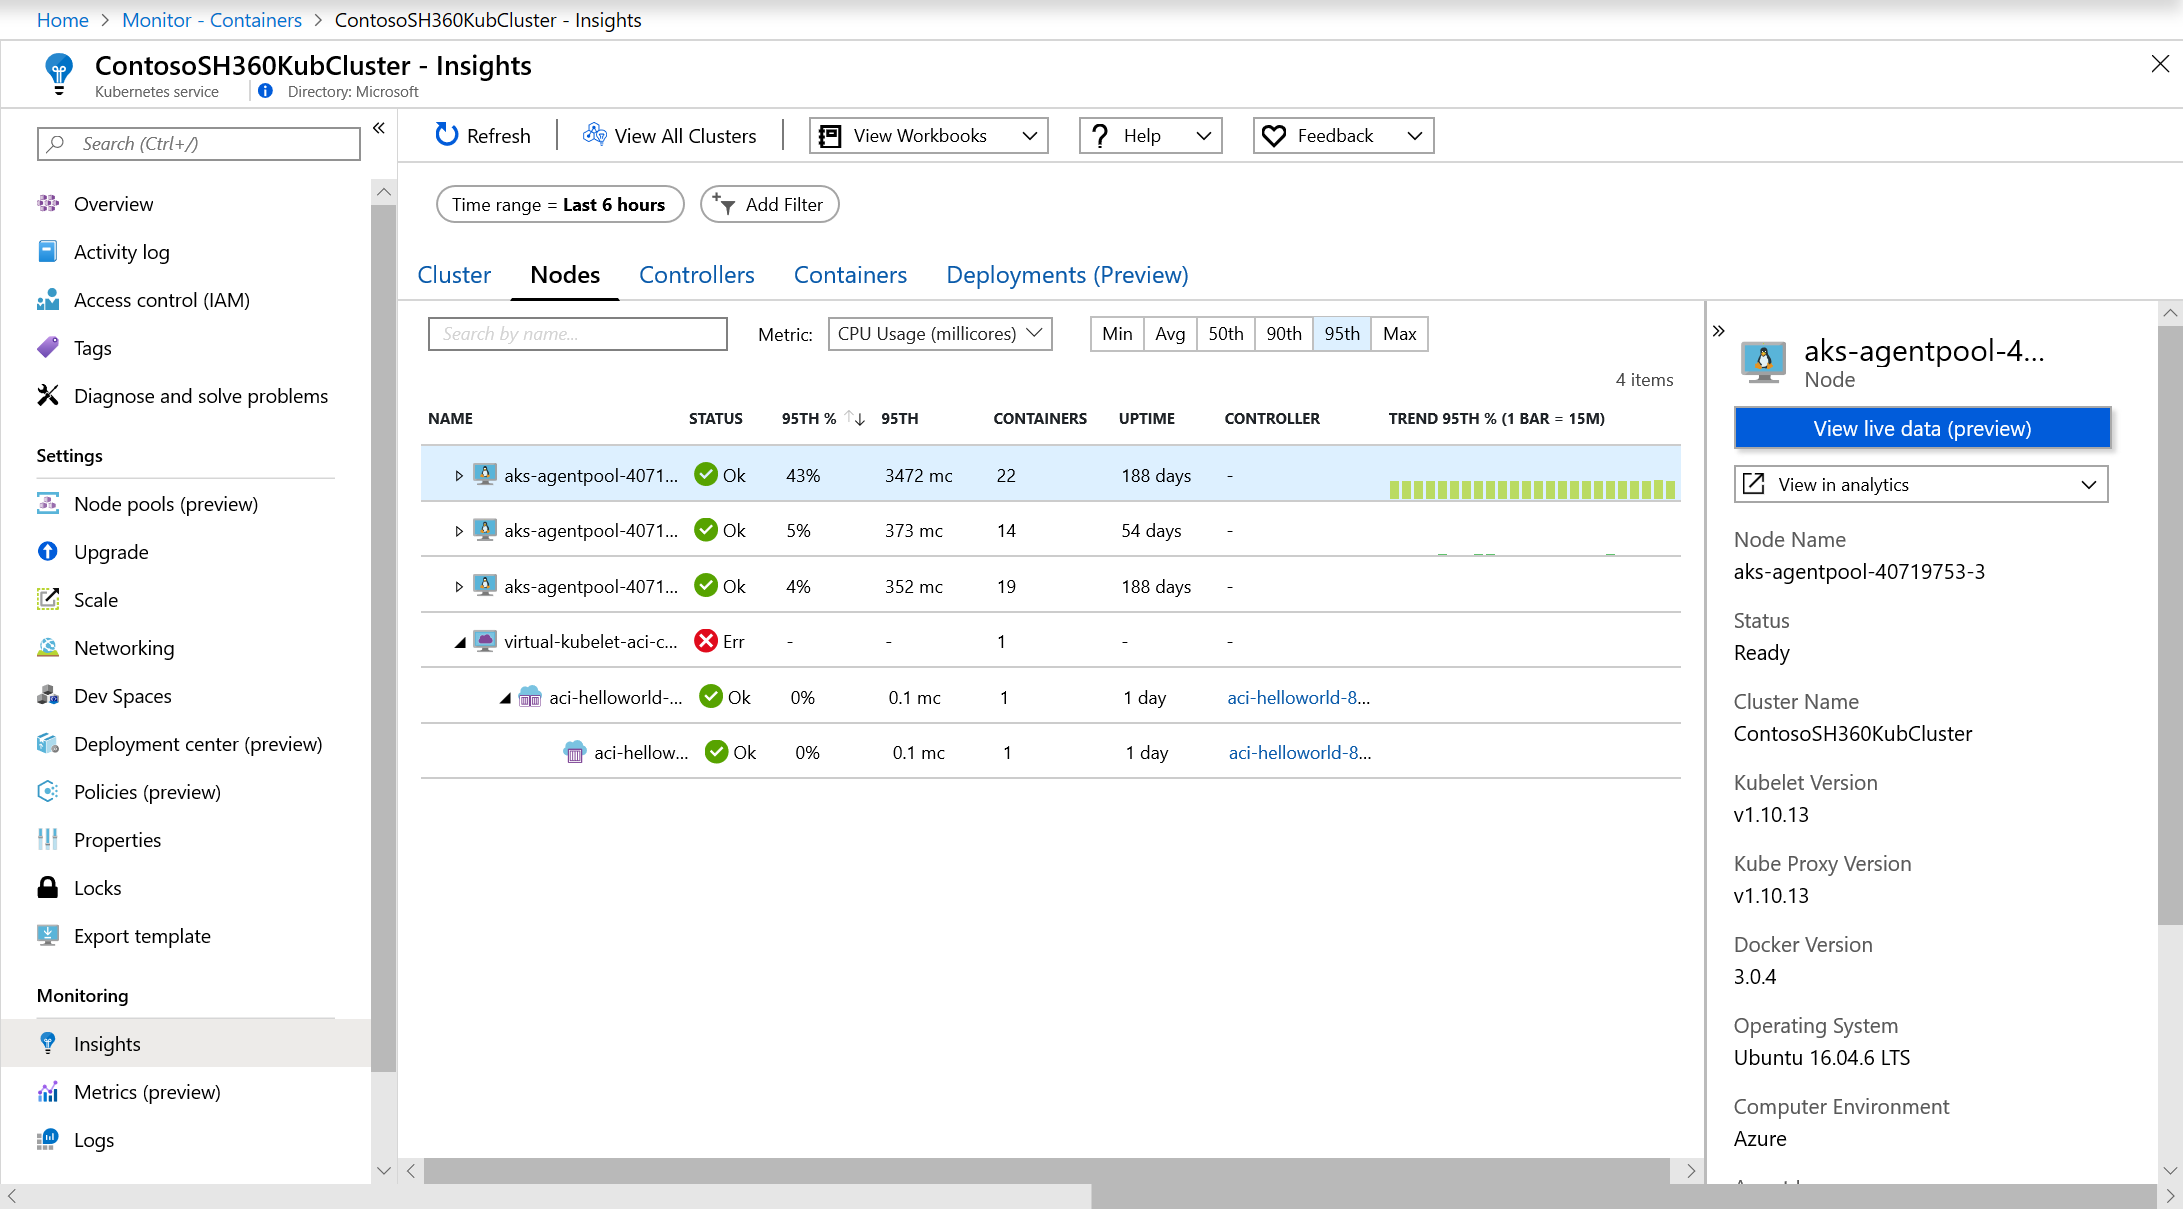 Home > Monitor - Containers > ContosoSH360KubCluster - Insights
ContosoSH360KubCluster - Insights
Kubernetes service
Directory: Microsoft
Search (Ctrl+/)
Overview
Activity log
Access control (IAM)
Tags
Diagnose and solve problems
Settings
Node pools (preview)
Upgrade
Scale
Networking
Dev Spaces
Deployment center (preview)
Policies (preview)
Properties
Locks
Export template
Monitoring
Insights
Metrics (preview)
Logs
Refresh
View All Clusters
View Workbooks
Help
Feedback
Time range = Last 6 hours
Add Filter
Cluster Nodes Controllers Containers Deployments (Preview)
Search by name...
Metric: CPU Usage (millicores)
Min Avg 50th 90th 95th Max
4 items
NAME STATUS 95TH % 95TH CONTAINERS UPTIME CONTROLLER TREND 95TH % (1 BAR = 15M)
aks-agentpool-4071... Ok 43% 3472 mc 22 188 days -
aks-agentpool-4071... Ok 5% 373 mc 14 54 days -
aks-agentpool-4071... Ok 4% 352 mc 19 188 days -
virtual-kubelet-aci-c... Err - - 1 - -
aci-helloworld-... Ok 0% 0.1 mc 1 1 day aci-helloworld-8...
aci-hellow... Ok 0% 0.1 mc 1 1 day aci-helloworld-8...
aks-agentpool-4...
Node
View live data (preview)
View in analytics
Node Name
aks-agentpool-40719753-3
Status
Ready
Cluster Name
ContosoSH360KubCluster
Kubelet Version
v1.10.13
Kube Proxy Version
v1.10.13
Docker Version
3.0.4
Operating System
Ubuntu 16.04.6 LTS
Computer Environment
Azure